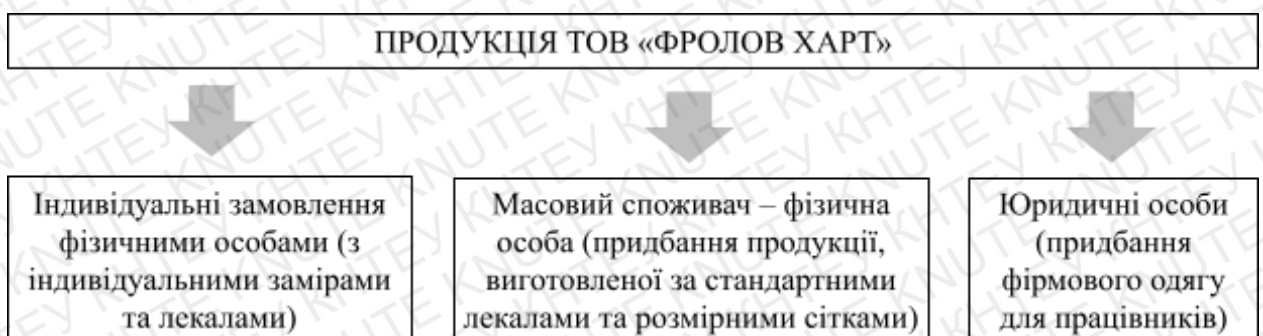 ПРОДУКЦІЯ ТОВ «ФРОЛОВ ХАРТ»
Індивідуальні замовлення
фізичними особами (з
індивідуальними замірами
та лекалами)
Масовий споживач – фізична
особа (придбання продукції,
виготовленої за стандартними
лекалами та розмірними сітками)
Юридичні особи
(придбання
фірмового одягу
для працівників)